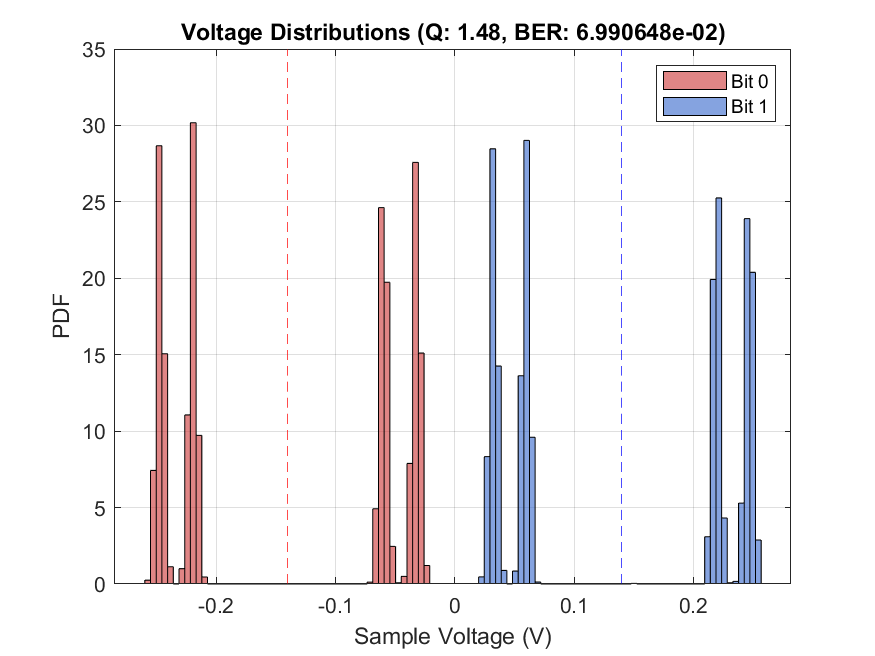 Voltage Distributions (Q: 1.48, BER: 6.990648e-02)
35
30
25
20
15
10
5
0
PDF
Bit 0
Bit 1
-0.2
-0.1
0
0.1
0.2
Sample Voltage (V)